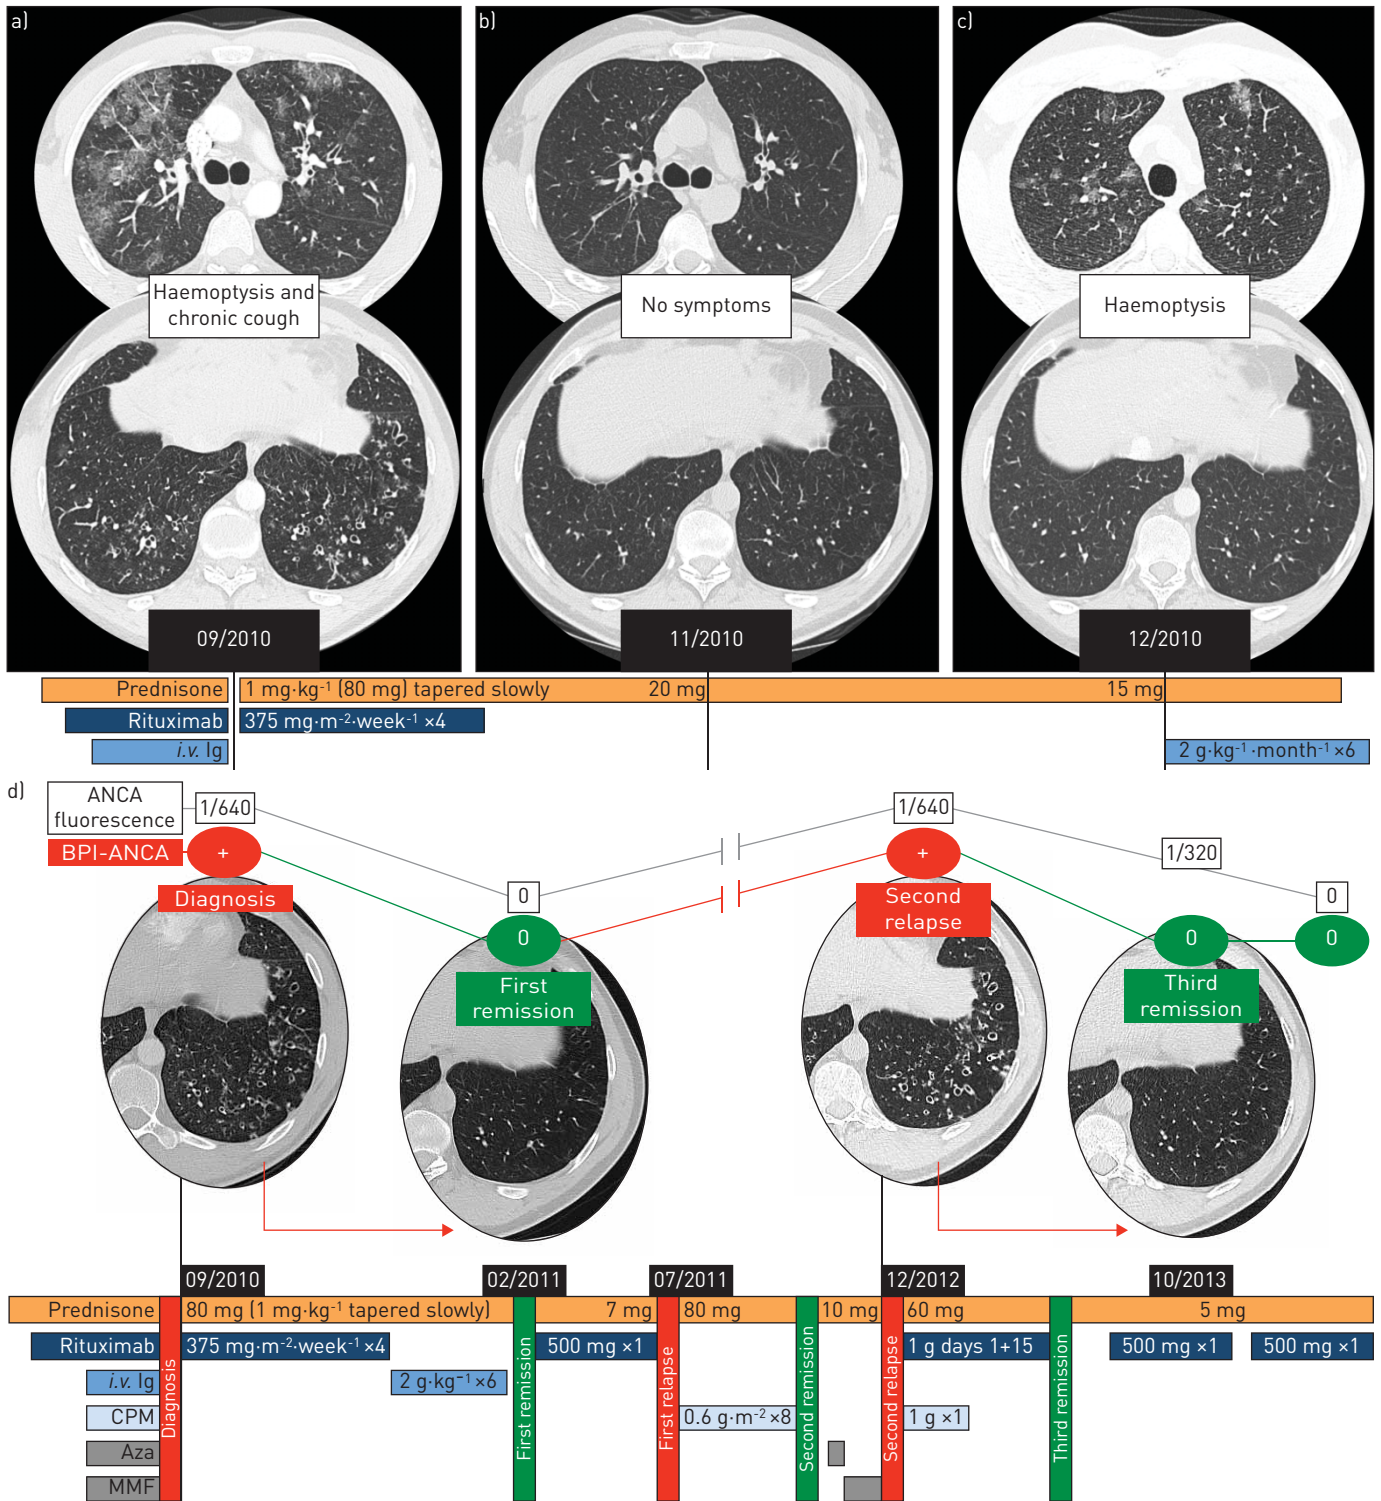 a)
b)
c)
Haemoptysis and
chronic cough
No symptoms
Haemoptysis
09/2010
11/2010
12/2010
Prednisone
1 mg·kg⁻¹ (80 mg) tapered slowly
20 mg
15 mg
Rituximab
375 mg·m⁻²·week⁻¹ ×4
i.v. Ig
2 g·kg⁻¹·month⁻¹ ×6
d)
ANCA
fluorescence
1/640
1/640
BPI-ANCA
+
+
1/320
Diagnosis
0
Second
relapse
0
0
0
0
First
remission
Third
remission
09/2010
02/2011
07/2011
12/2012
10/2013
Prednisone
80 mg (1 mg·kg⁻¹ tapered slowly)
7 mg
80 mg
10 mg
60 mg
5 mg
Rituximab
375 mg·m⁻²·week⁻¹ ×4
500 mg ×1
1 g days 1+15
500 mg ×1
500 mg ×1
i.v. Ig
2 g·kg⁻¹ ×6
CPM
0.6 g·m⁻² ×8
1 g ×1
Aza
MMF
Diagnosis
First remission
First relapse
Second remission
Second relapse
Third remission